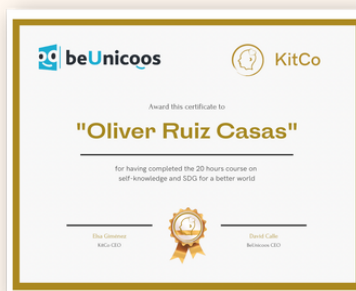 beUnicoos
KitCo
Award this certificate to
"Oliver Ruiz Casas"
for having completed the 20 hours course on
self-knowledge and SDG for a better world
David Calle
KitCo CEO
BeUnicoos CEO